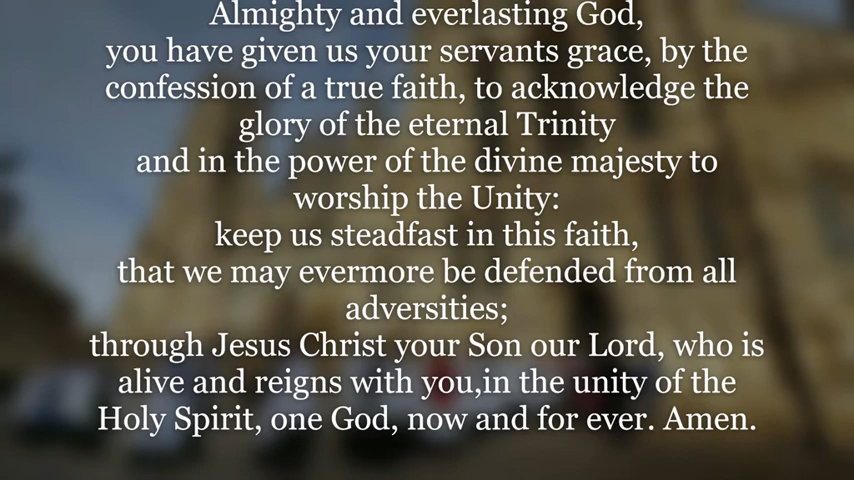 Almighty and everlasting God,
you have given us your servants grace, by the
confession of a true faith, to acknowledge the
glory of the eternal Trinity
and in the power of the divine majesty to
worship the Unity:
keep us steadfast in this faith,
that we may evermore be defended from all
adversities;
through Jesus Christ your Son our Lord, who is
alive and reigns with you,in the unity of the
Holy Spirit, one God, now and for ever. Amen.